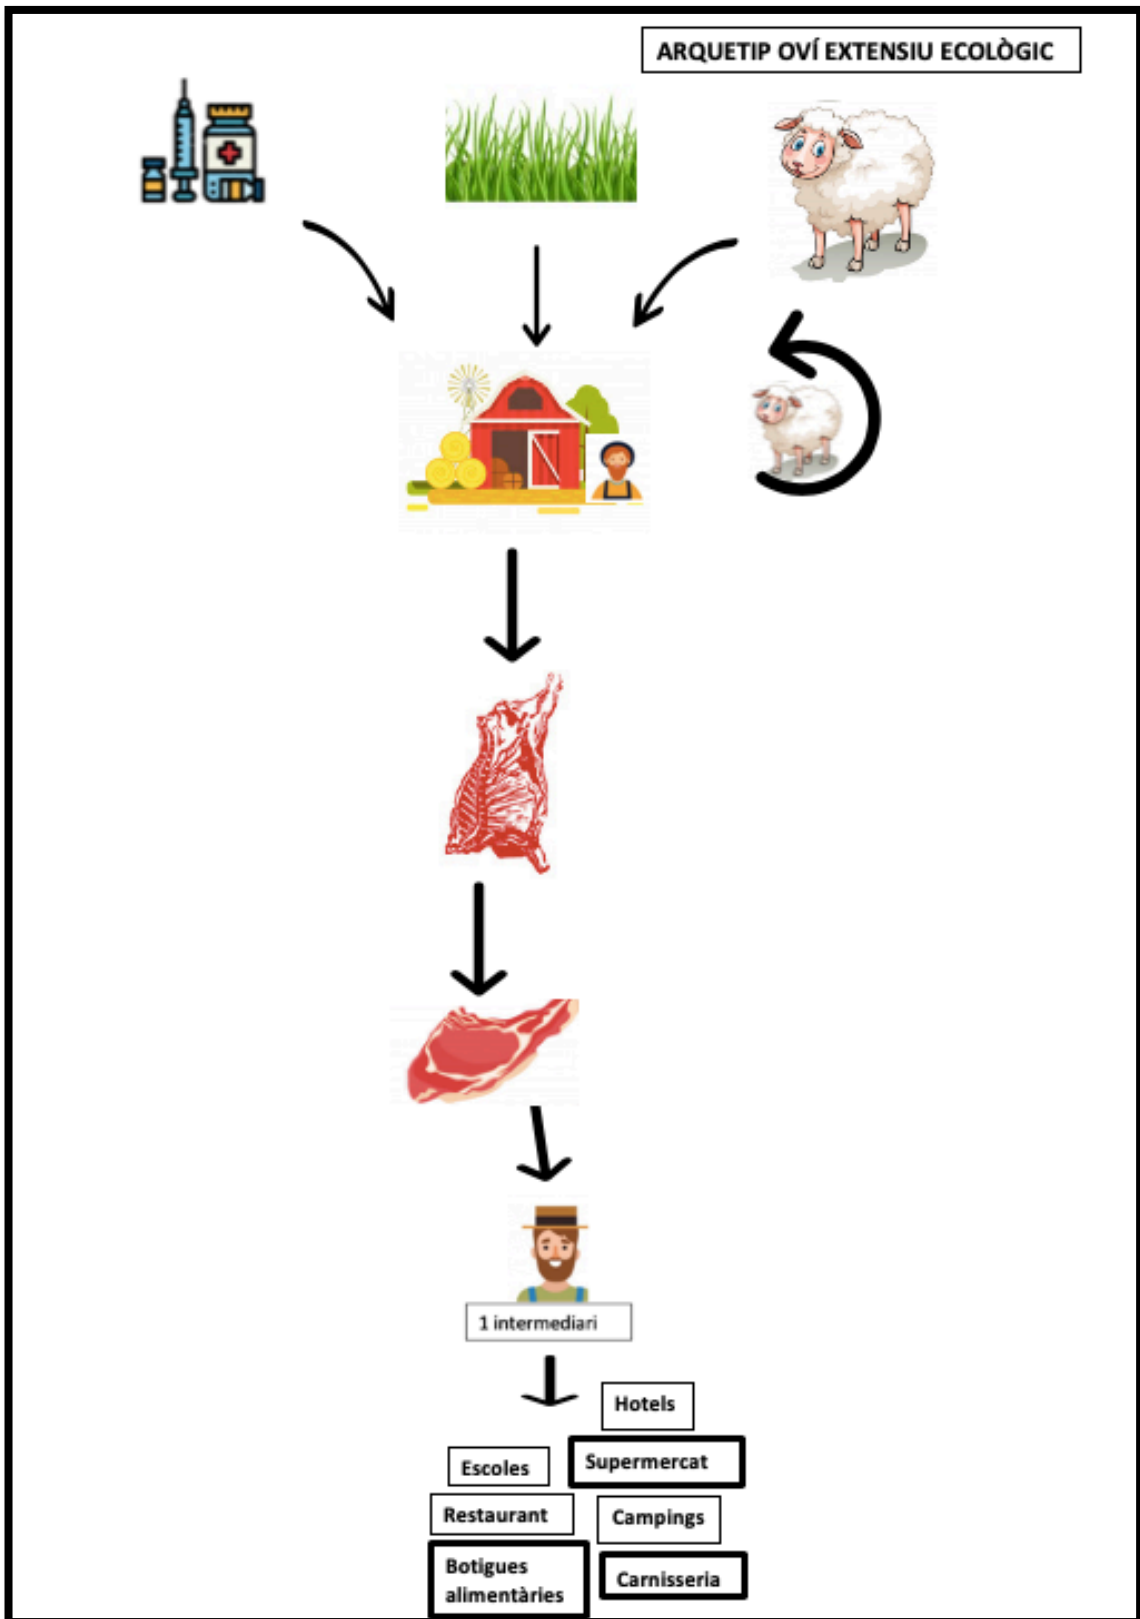 ARQUETIP OVÍ EXTENSIU ECOLÒGIC
1 intermediari
Hotels
Escoles
Supermercat
Restaurant
Campings
Botigues
alimentàries
Carnisseria